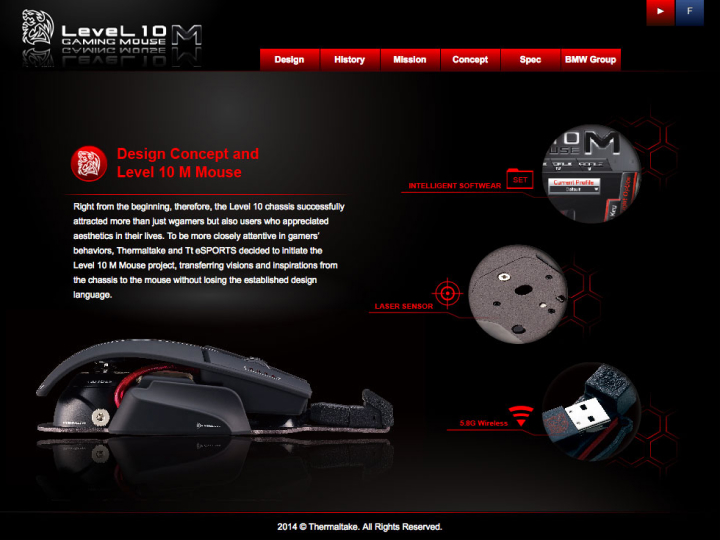 LeveL 10 M
GAMING MOUSE
F
Design History Mission Concept Spec BMW Group
Design Concept and
Level 10 M Mouse
Right from the beginning, therefore, the Level 10 chassis successfully
attracted more than just wgamers but also users who appreciated
aesthetics in their lives. To be more closely attentive in gamers'
behaviors, Thermaltake and Tt eSPORTS decided to initiate the
Level 10 M Mouse project, transferring visions and inspirations from
the chassis to the mouse without losing the established design
language.
INTELLIGENT SOFTWEAR
SET
Current Profile
Default
LASER SENSOR
5.8G Wireless
2014 © Thermaltake. All Rights Reserved.